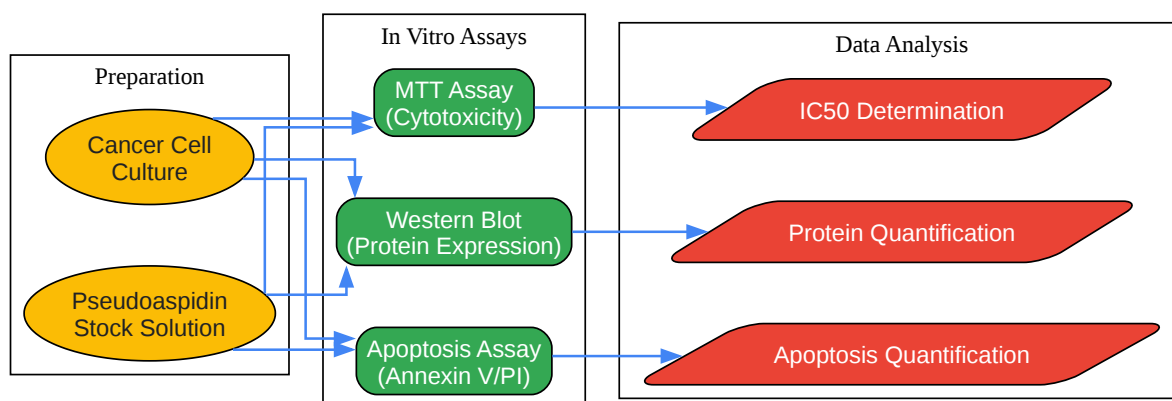 Preparation
Cancer Cell
Culture
Pseudoaspidin
Stock Solution
In Vitro Assays
MTT Assay
(Cytotoxicity)
Western Blot
(Protein Expression)
Apoptosis Assay
(Annexin V/PI)
Data Analysis
IC50 Determination
Protein Quantification
Apoptosis Quantification